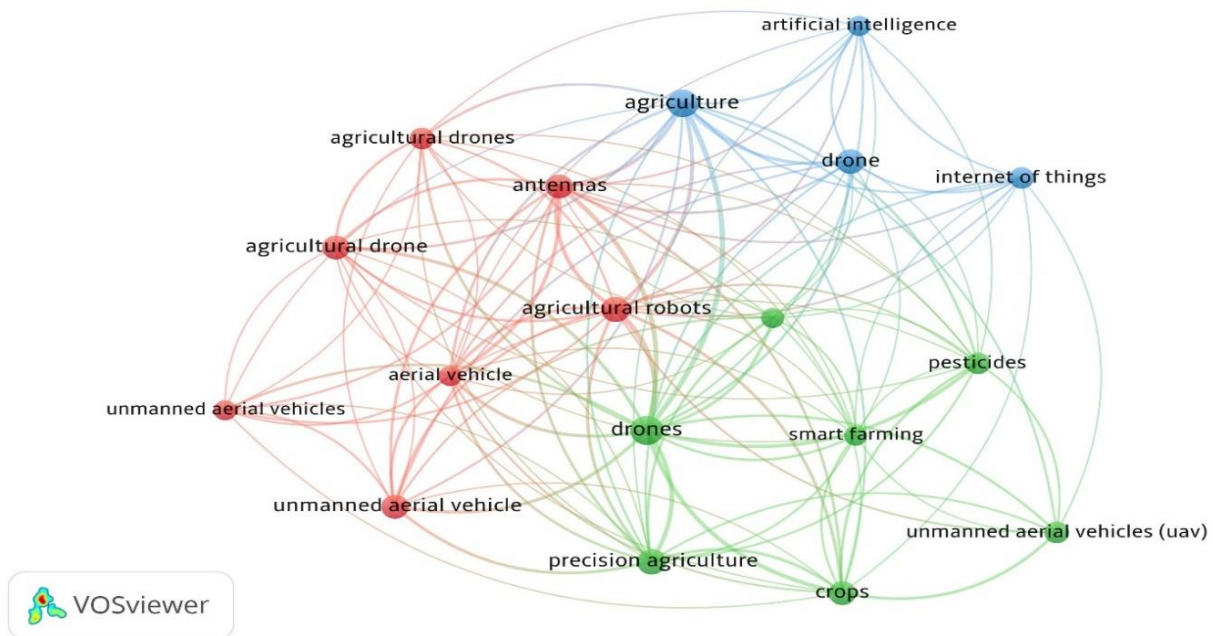 artificial intelligence
agriculture
agricultural drones
drone
internet of things
antennas
agricultural drone
agricultural robots
pesticides
aerial vehicle
unmanned aerial vehicles
drones
smart farming
unmanned aerial vehicle
unmanned aerial vehicles (uav)
precision agriculture
crops
VOSviewer